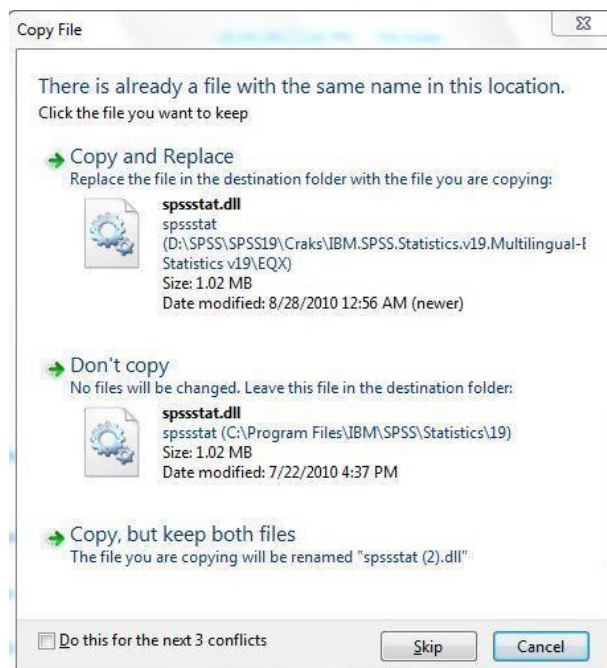 Copy File
There is already a file with the same name in this location.
Click the file you want to keep
Copy and Replace
Replace the file in the destination folder with the file you are copying:
spssstat.dll
spssstat
(D:\SPSS\SPSS19\Craks\IBM.SPSS.Statistics.v19.Multilingual-E
Statistics v19\EQX)
Size: 1.02 MB
Date modified: 8/28/2010 12:56 AM (newer)
Don't copy
No files will be changed. Leave this file in the destination folder:
spssstat.dll
spssstat (C:\Program Files\IBM\SPSS\Statistics\19)
Size: 1.02 MB
Date modified: 7/22/2010 4:37 PM
Copy, but keep both files
The file you are copying will be renamed "spssstat (2).dll"
Do this for the next 3 conflicts
Skip
Cancel